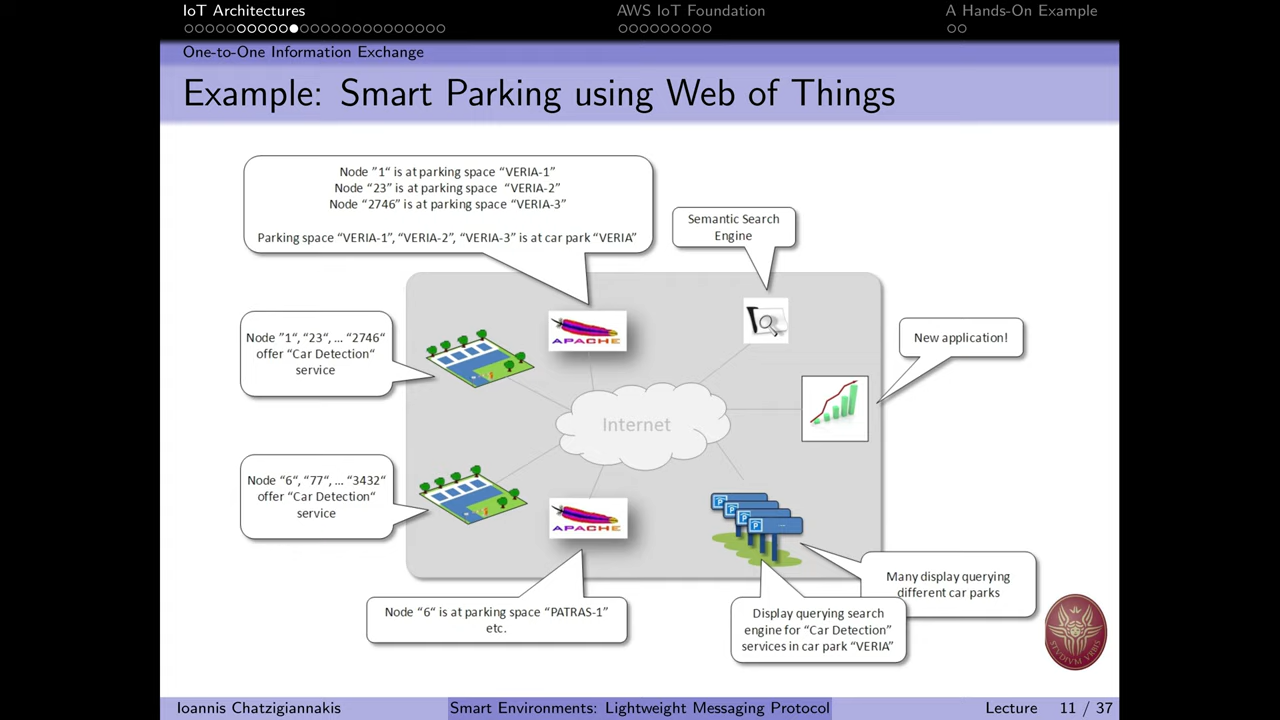 IoT Architectures
AWS IoT Foundation
A Hands-On Example
One-to-One Information Exchange
Example: Smart Parking using Web of Things
Node ”1“ is at parking space “VERIA-1”
Node “23” is at parking space “VERIA-2”
Node “2746” is at parking space “VERIA-3”
Parking space “VERIA-1”, “VERIA-2”, “VERIA-3” is at car park “VERIA”
Semantic Search
Engine
Node ”1“, “23“, … “2746“
offer “Car Detection“
service
APACHE
New application!
Internet
Node “6“, “77“, … “3432“
offer “Car Detection“
service
APACHE
P
P
P
P
Many display querying
different car parks
Node “6“ is at parking space “PATRAS-1”
etc.
Display querying search
engine for “Car Detection”
services in car park “VERIA”
STVDIVM VRBIS
Ioannis Chatzigiannakis
Smart Environments: Lightweight Messaging Protocol
Lecture 11 / 37